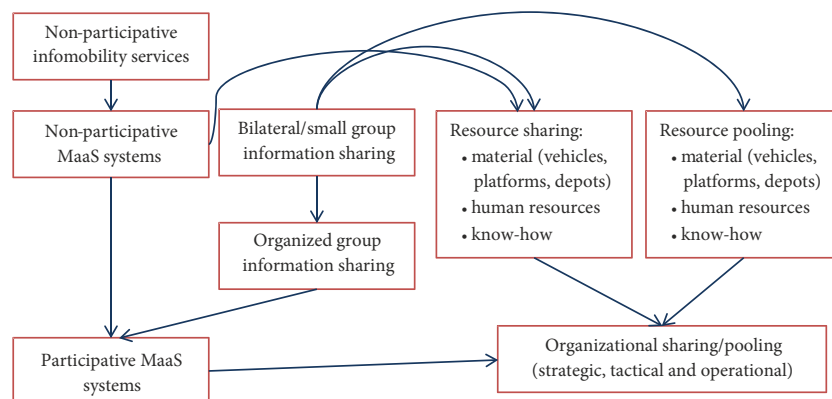 Non-participative
infomobility services
Non-participative
MaaS systems
Bilateral/small group
information sharing
Resource sharing:
• material (vehicles,
platforms, depots)
• human resources
• know-how
Resource pooling:
• material (vehicles,
platforms, depots)
• human resources
• know-how
Organized group
information sharing
Participative MaaS
systems
Organizational sharing/pooling
(strategic, tactical and operational)